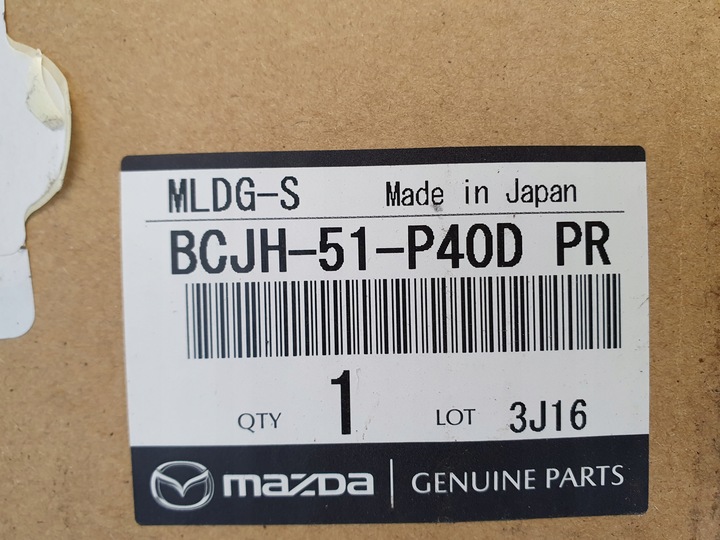 MLDG-S Made in Japan
BCJH-51-P40D PR
QTY 1 LOT 3J16
mazda GENUINE PARTS